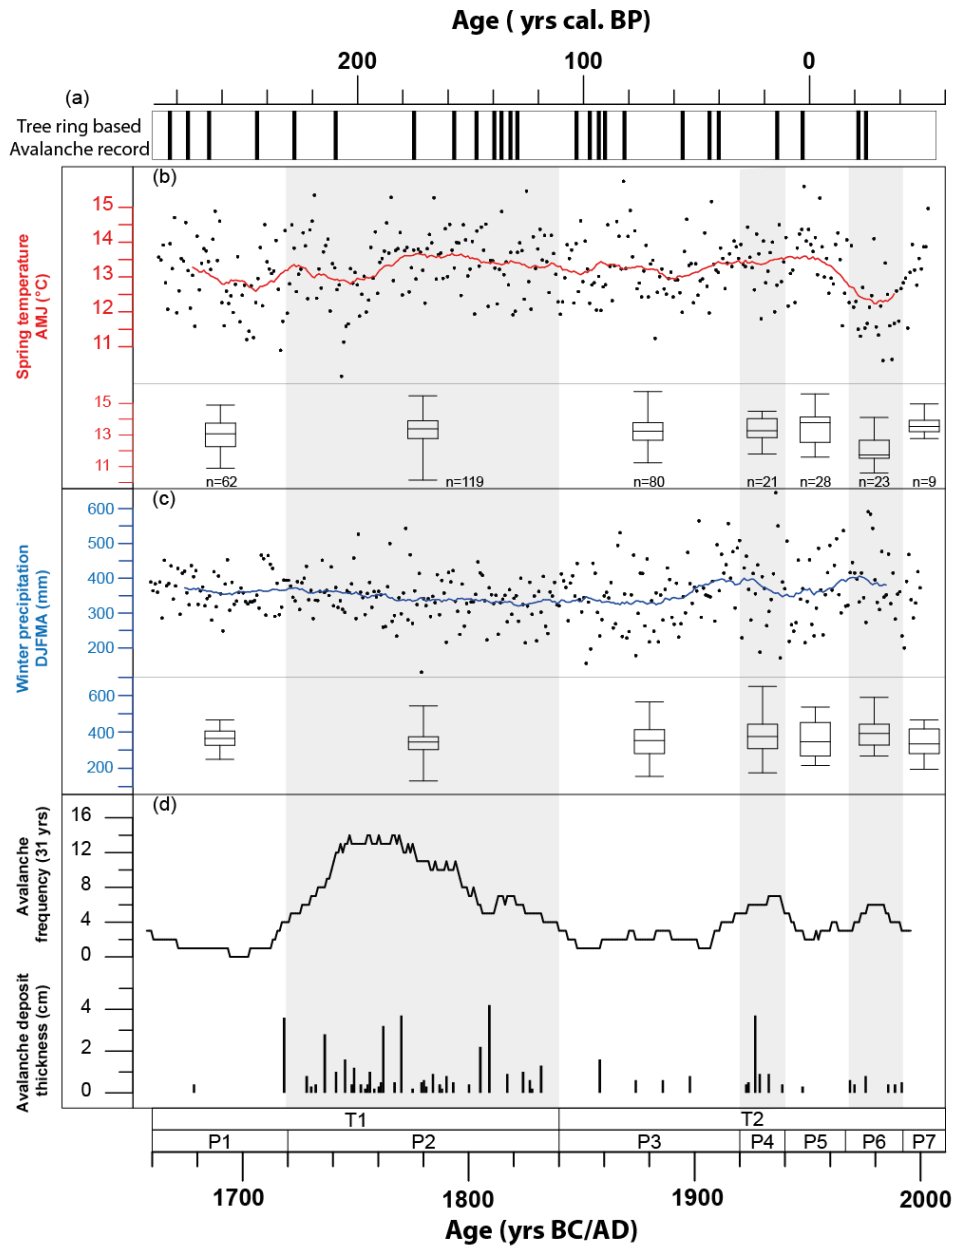 Age ( yrs cal. BP)
200 100 0
(a)
Tree ring based
Avalanche record
(b)
Spring temperature
AMJ (°C)
15
14
13
12
11
15
13
11
n=62 n=119 n=80 n=21 n=28 n=23 n=9
(c)
Winter precipitation
DJFMA (mm)
600
500
400
300
200
600
400
200
(d)
Avalanche
frequency (31 yrs)
16
12
8
4
0
Avalanche deposit
thickness (cm)
4
2
0
T1 T2
P1 P2 P3 P4 P5 P6 P7
1700 1800 1900 2000
Age (yrs BC/AD)